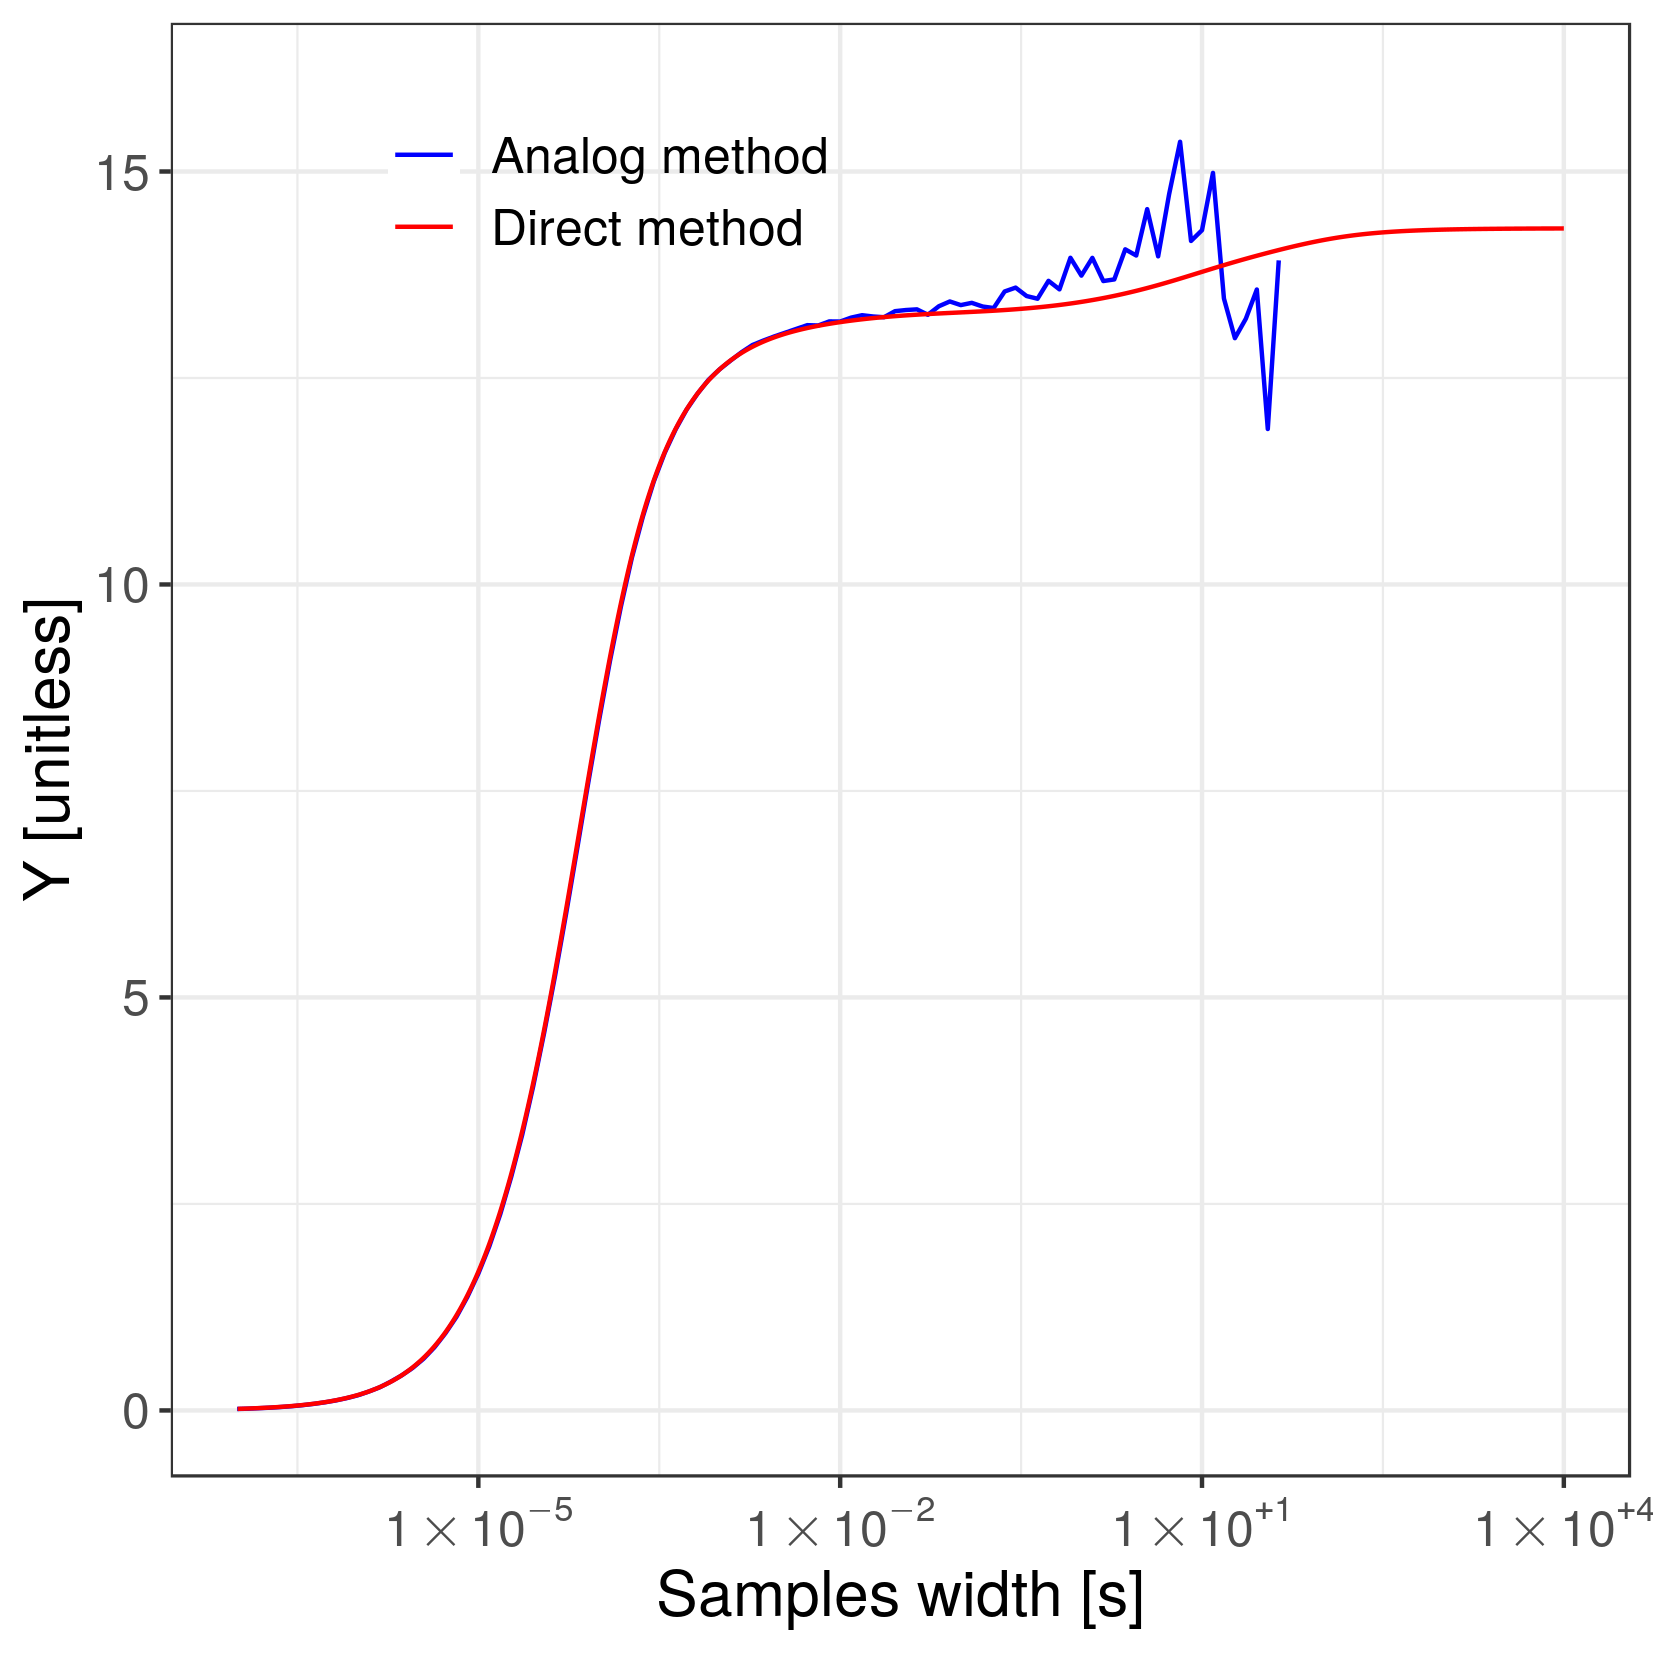 Analog method
Direct method
15
10
5
0
Y [unitless]
1×10⁻⁵ 1×10⁻² 1×10⁺¹ 1×10⁺⁴
Samples width [s]